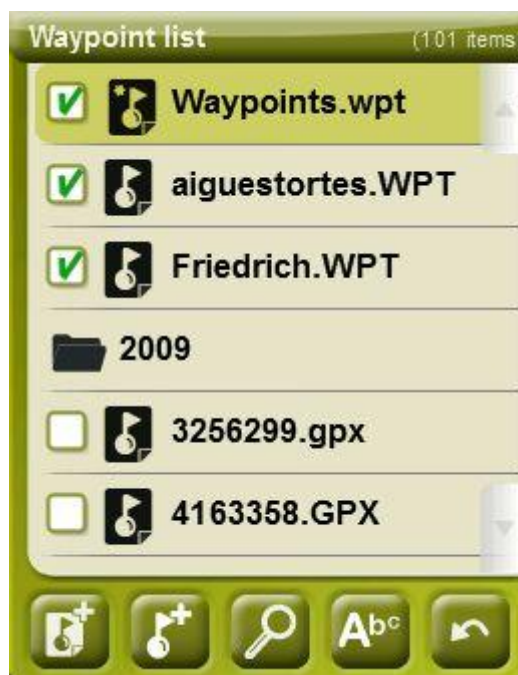 Waypoint list (101 items
Waypoints.wpt
aiguestortes.WPT
Friedrich.WPT
2009
3256299.gpx
4163358.GPX
Abc